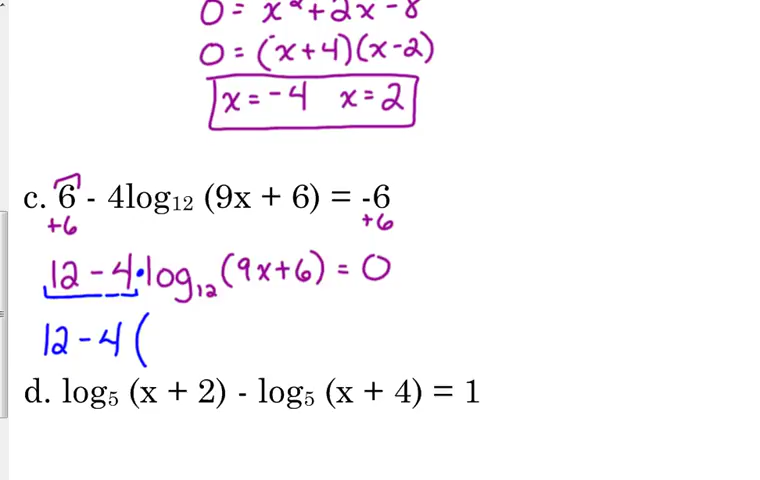 0 = x² + 2x - 8
0 = (x+4)(x-2)
x = -4 x = 2
c. 6 - 4log₁₂ (9x + 6) = -6
+6 +6
12 - 4•log₁₂(9x+6) = 0
12 - 4(
d. log₅ (x + 2) - log₅ (x + 4) = 1